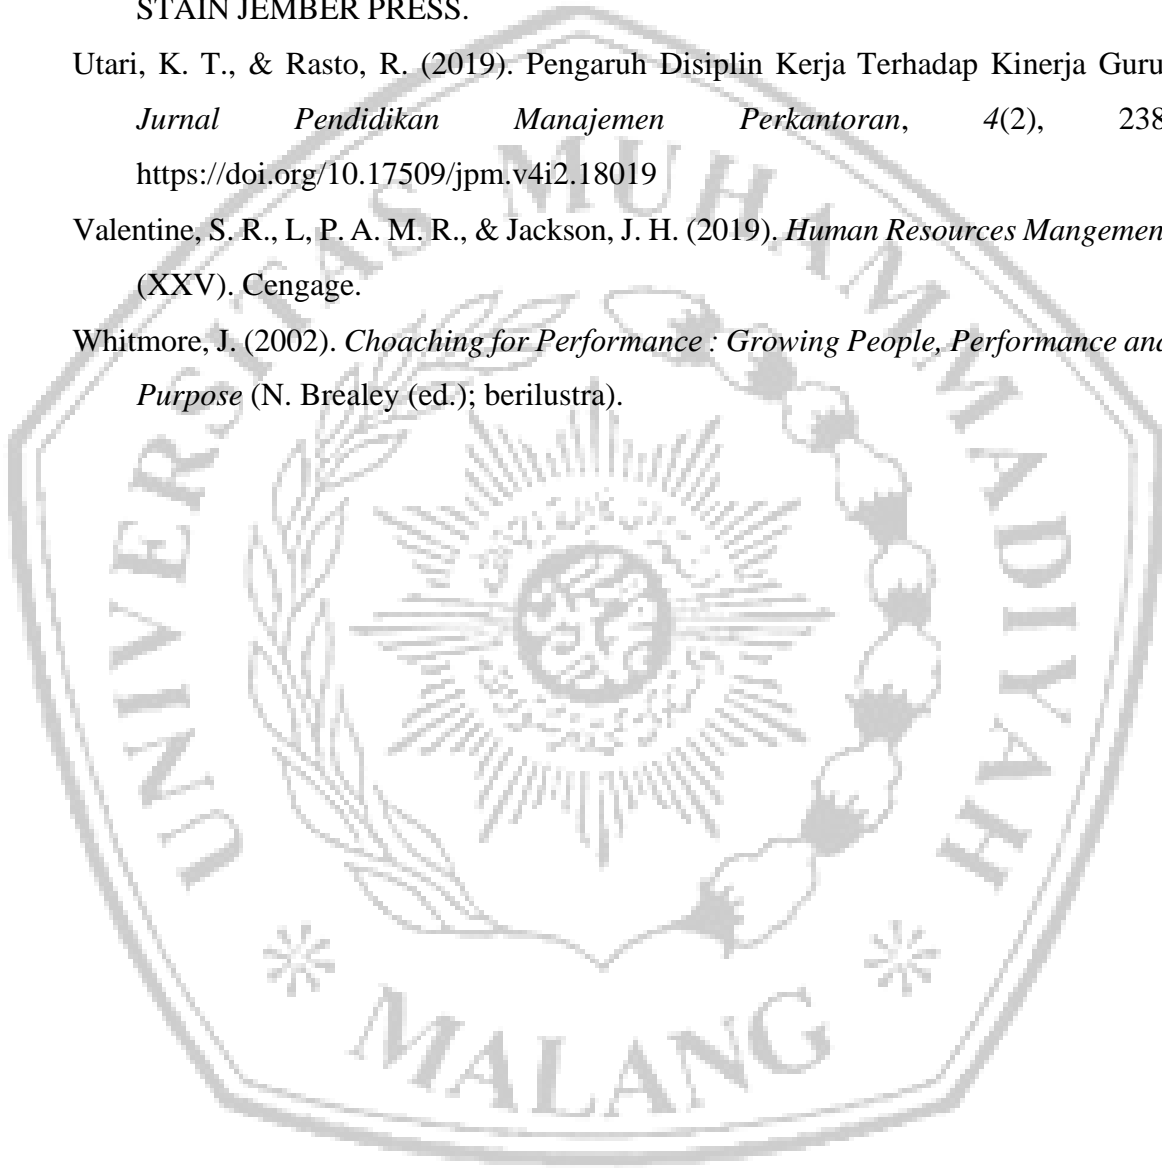 STAIN JEMBER PRESS.
Utari, K. T., & Rasto, R. (2019). Pengaruh Disiplin Kerja Terhadap Kinerja Guru
Jurnal Pendidikan Manajemen Perkantoran, 4(2), 238
https://doi.org/10.17509/jpm.v4i2.18019
Valentine, S. R., L, P. A. M. R., & Jackson, J. H. (2019). Human Resources Mangemen
(XXV). Cengage.
Whitmore, J. (2002). Choaching for Performance : Growing People, Performance and
Purpose (N. Brealey (ed.); berilustra).
UNIVERSITAS MUHAMMADIYAH
MALANG